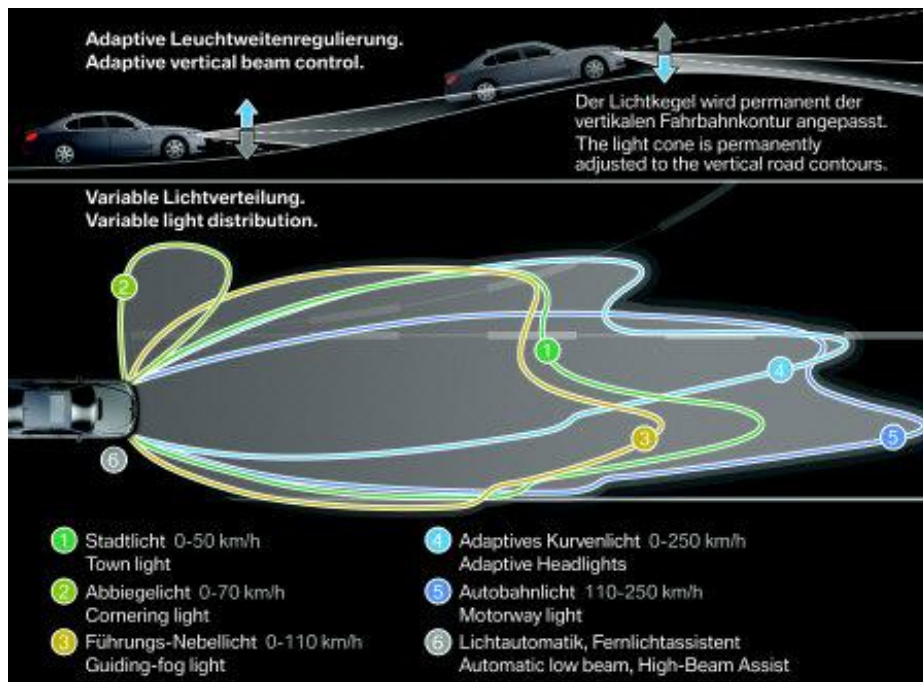 Adaptive Leuchtweitenregulierung.
Adaptive vertical beam control.
Der Lichtkegel wird permanent der
vertikalen Fahrbahnkontur angepasst.
The light cone is permanently
adjusted to the vertical road contours.
Variable Lichtverteilung.
Variable light distribution.
2
1
4
3
5
6
1 Stadtlicht 0-50 km/h
Town light
2 Abbiegelicht 0-70 km/h
Cornering light
3 Führungs-Nebellicht 0-110 km/h
Guiding-fog light
4 Adaptives Kurvenlicht 0-250 km/h
Adaptive Headlights
5 Autobahnlicht 110-250 km/h
Motorway light
6 Lichtautomatik, Fernlichtassistent
Automatic low beam, High-Beam Assist